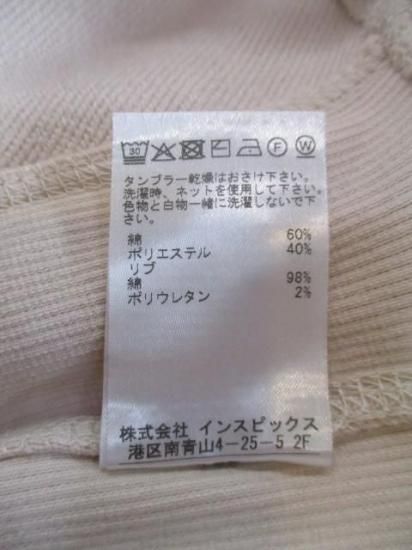 30
タンブラー乾燥はおさけ下さい。
洗濯時、ネットを使用して下さい。
色物と白物一緒に洗濯しないで下
さい。
綿 60%
ポリエステル 40%
リブ
綿 98%
ポリウレタン 2%
株式会社 インスピックス
港区南青山4-25-5 2F